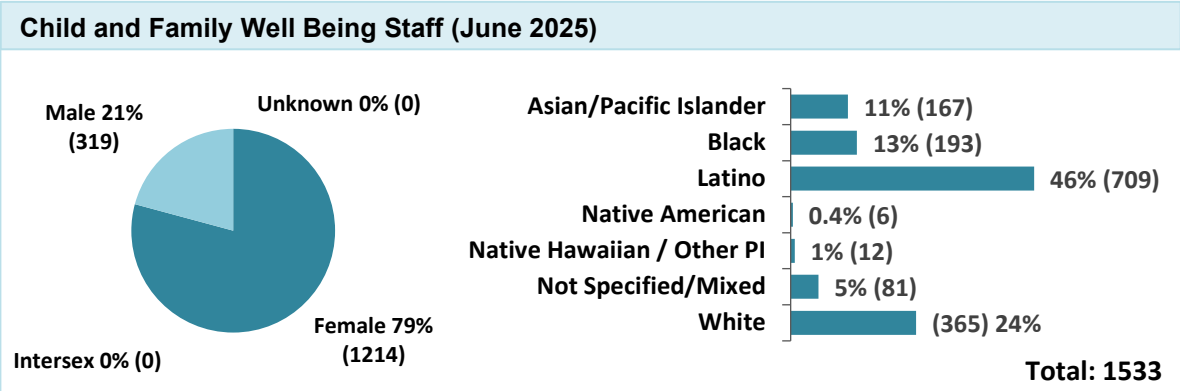 Child and Family Well Being Staff (June 2025)
Male 21%
(319)
Unknown 0% (0)
Female 79%
(1214)
Intersex 0% (0)
Asian/Pacific Islander 11% (167)
Black 13% (193)
Latino 46% (709)
Native American 0.4% (6)
Native Hawaiian / Other PI 1% (12)
Not Specified/Mixed 5% (81)
White (365) 24%
Total: 1533